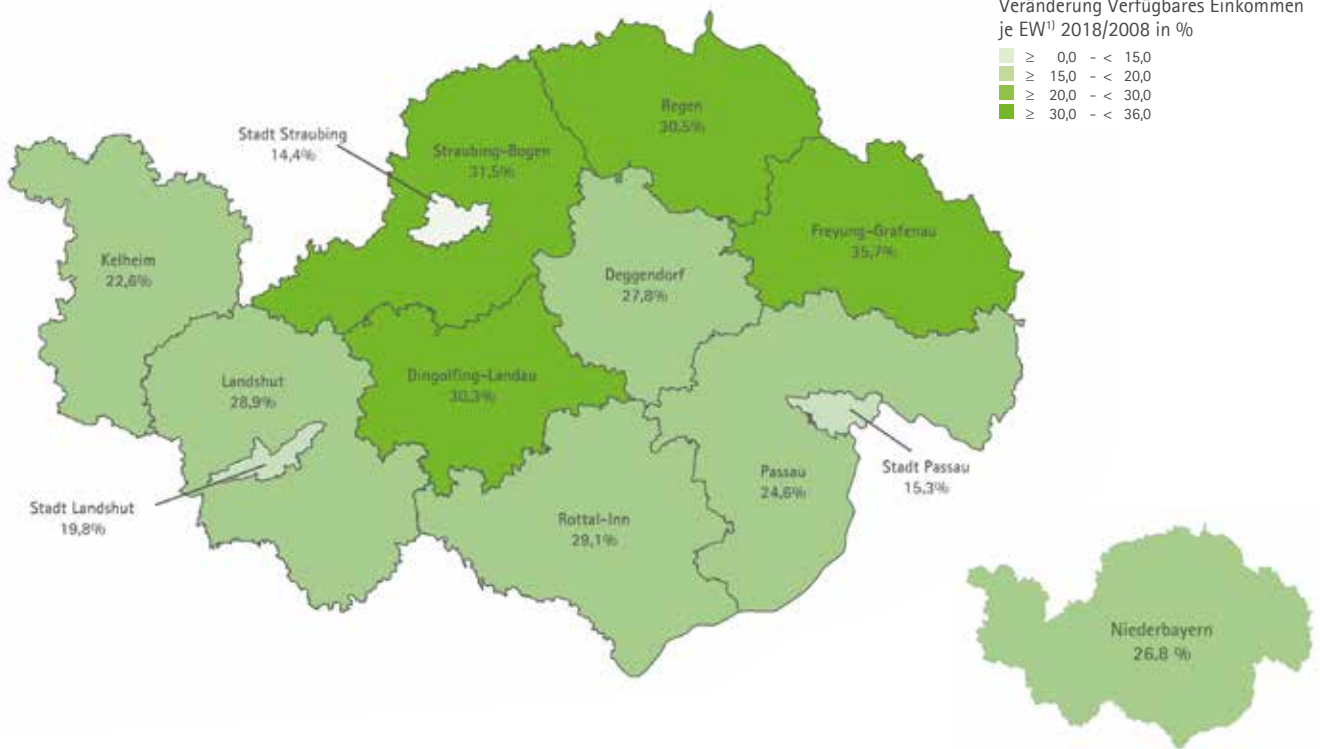 Veränderung Verfügbares Einkommen
je EW¹⁾ 2018/2008 in %
≥ 0,0 - < 15,0
≥ 15,0 - < 20,0
≥ 20,0 - < 30,0
≥ 30,0 - < 36,0
Regen
30,5%
Stadt Straubing
14,4%
Straubing-Bogen
31,5%
Freyung-Grafenau
35,7%
Kelheim
22,6%
Deggendorf
27,8%
Landshut
28,9%
Dingolfing-Landau
30,3%
Passau
24,6%
Stadt Passau
15,3%
Stadt Landshut
19,8%
Rottal-Inn
29,1%
Niederbayern
26,8 %